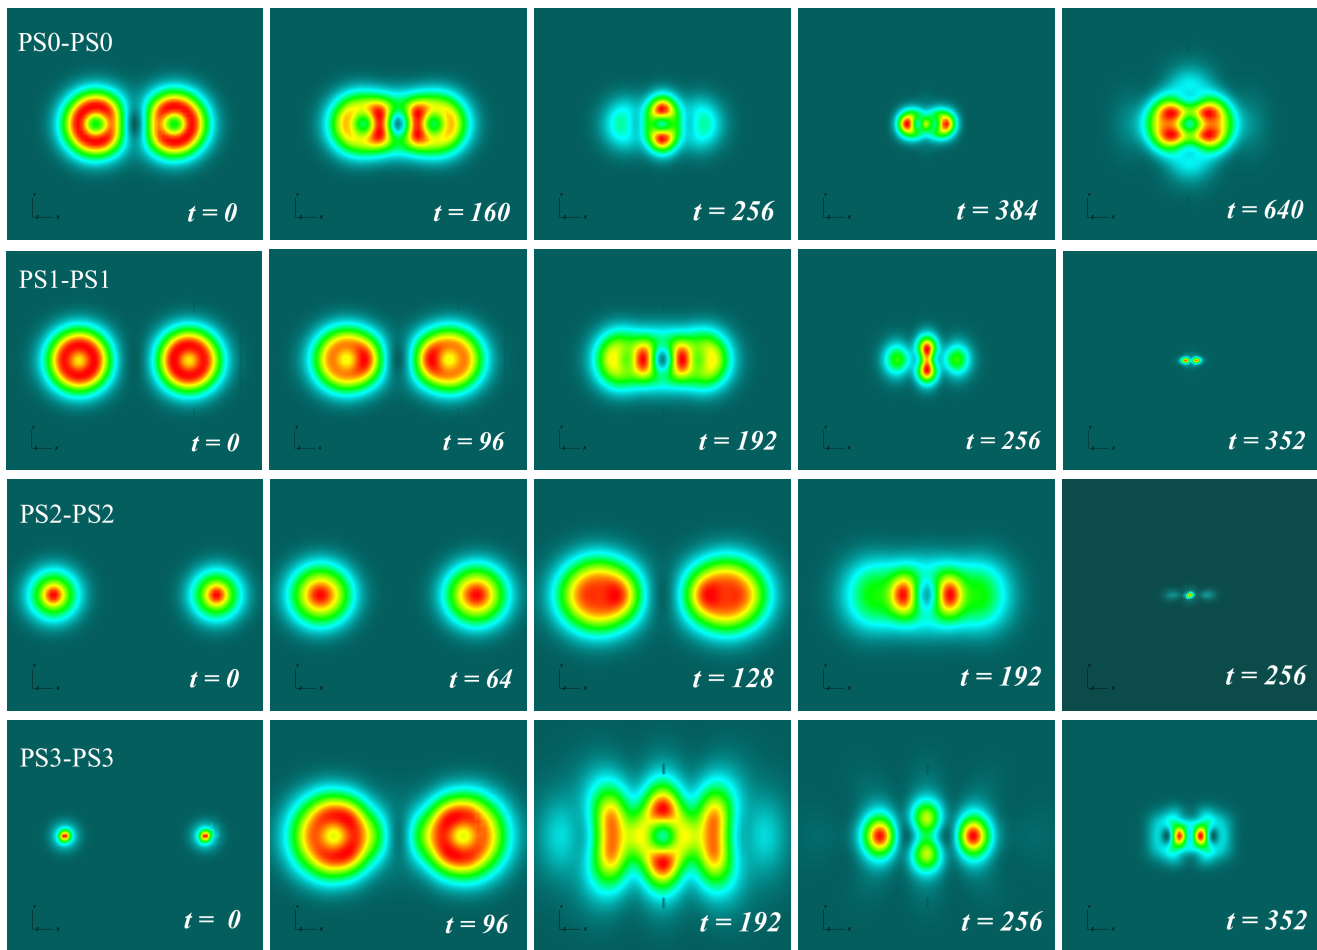 PS0-PS0
t = 0
t = 160
t = 256
t = 384
t = 640
PS1-PS1
t = 0
t = 96
t = 192
t = 256
t = 352
PS2-PS2
t = 0
t = 64
t = 128
t = 192
t = 256
PS3-PS3
t = 0
t = 96
t = 192
t = 256
t = 352